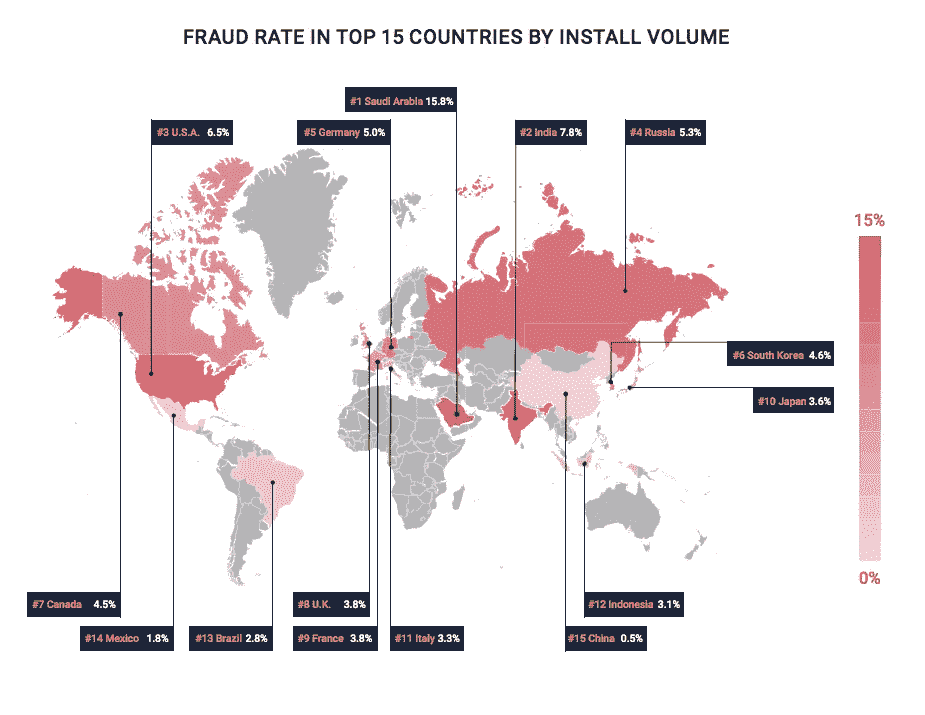 FRAUD RATE IN TOP 15 COUNTRIES BY INSTALL VOLUME
#1 Saudi Arabia 15.8%
#3 U.S.A. 6.5%
#5 Germany 5.0%
#2 India 7.8%
#4 Russia 5.3%
15%
#6 South Korea 4.6%
#10 Japan 3.6%
0%
#7 Canada 4.5%
#8 U.K. 3.8%
#12 Indonesia 3.1%
#14 Mexico 1.8%
#13 Brazil 2.8%
#9 France 3.8%
#11 Italy 3.3%
#15 China 0.5%